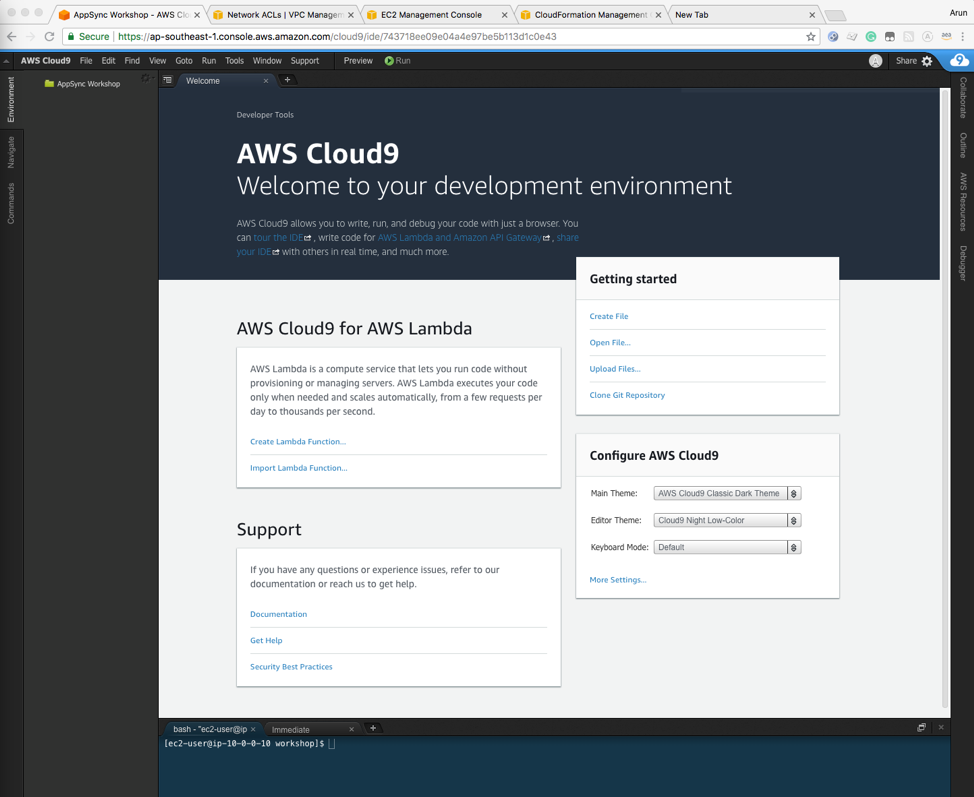 AppSync Workshop - AWS Clo
Network ACLs | VPC Managem
EC2 Management Console
CloudFormation Management
New Tab
Arun
Secure | https://ap-southeast-1.console.aws.amazon.com/cloud9/ide/743718ee09e04a4e97be5b113d1c0e43
AWS Cloud9 File Edit Find View Goto Run Tools Window Support Preview Run Share
Environment
Navigate
Commands
AppSync Workshop
Welcome
Collaborate
Outline
AWS Resources
Debugger
Developer Tools
AWS Cloud9
Welcome to your development environment
AWS Cloud9 allows you to write, run, and debug your code with just a browser. You
can tour the IDE , write code for AWS Lambda and Amazon API Gateway , share
your IDE with others in real time, and much more.
Getting started
Create File
Open File...
Upload Files...
Clone Git Repository
AWS Cloud9 for AWS Lambda
AWS Lambda is a compute service that lets you run code without
provisioning or managing servers. AWS Lambda executes your code
only when needed and scales automatically, from a few requests per
day to thousands per second.
Create Lambda Function...
Import Lambda Function...
Configure AWS Cloud9
Main Theme: AWS Cloud9 Classic Dark Theme
Editor Theme: Cloud9 Night Low-Color
Keyboard Mode: Default
More Settings...
Support
If you have any questions or experience issues, refer to our
documentation or reach us to get help.
Documentation
Get Help
Security Best Practices
bash - "ec2-user@ip
Immediate
[ec2-user@ip-10-0-0-10 workshop]$